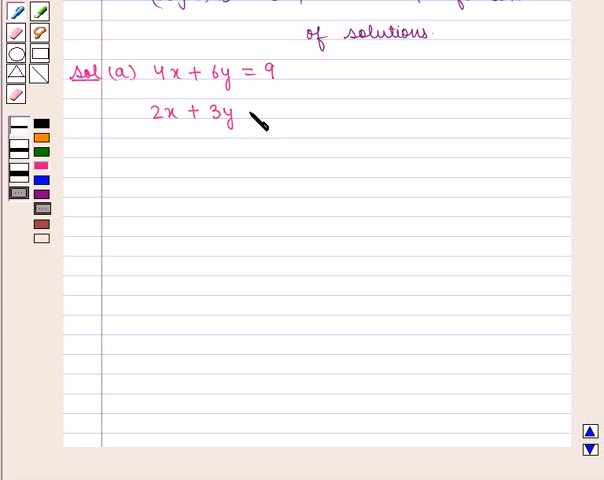 of solutions.
Sol (a) 4x + 6y = 9
2x + 3y